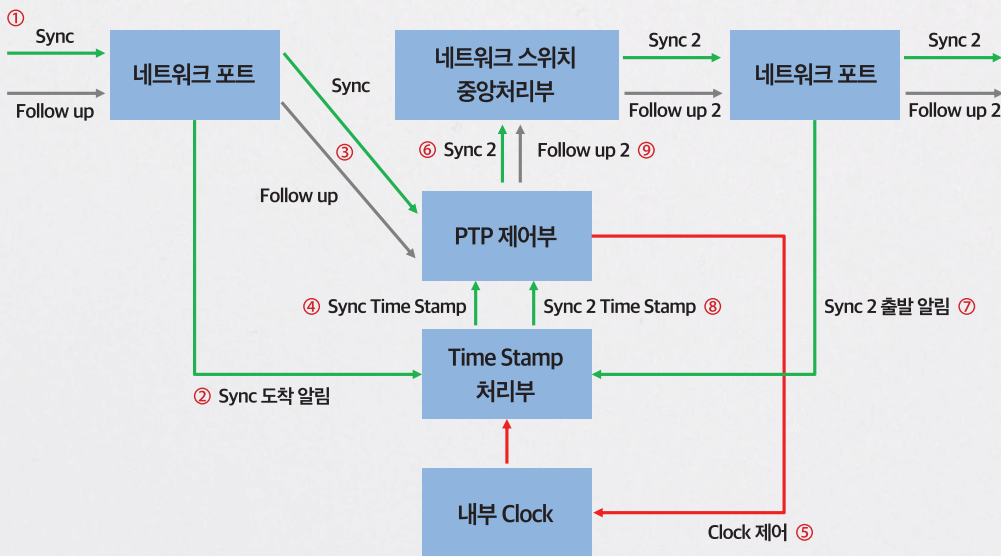 ①
Sync
Follow up
네트워크 포트
Sync
③
Follow up
네트워크 스위치
중앙처리부
Sync 2
Follow up 2
네트워크 포트
Sync 2
Follow up 2
⑥ Sync 2
Follow up 2 ⑨
PTP 제어부
④ Sync Time Stamp
Sync 2 Time Stamp ⑧
Sync 2 출발 알림 ⑦
Time Stamp
처리부
② Sync 도착 알림
내부 Clock
Clock 제어 ⑤